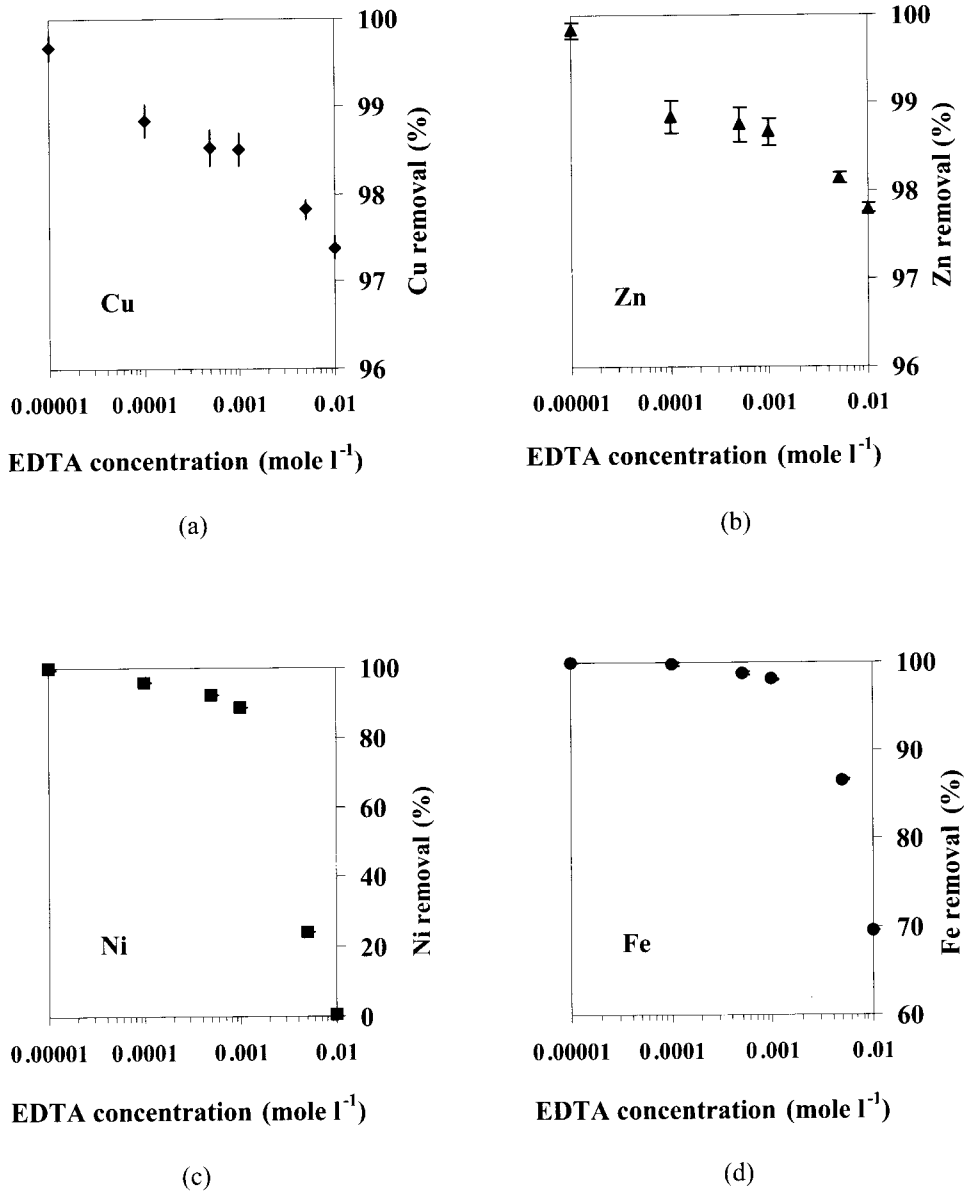 100
99
98
97
96
Cu removal (%)
Cu
0.00001 0.0001 0.001 0.01
EDTA concentration (mole l⁻¹)
(a)
100
99
98
97
96
Zn removal (%)
Zn
0.00001 0.0001 0.001 0.01
EDTA concentration (mole l⁻¹)
(b)
100
80
60
40
20
0
Ni removal (%)
Ni
0.00001 0.0001 0.001 0.01
EDTA concentration (mole l⁻¹)
(c)
100
90
80
70
60
Fe removal (%)
Fe
0.00001 0.0001 0.001 0.01
EDTA concentration (mole l⁻¹)
(d)